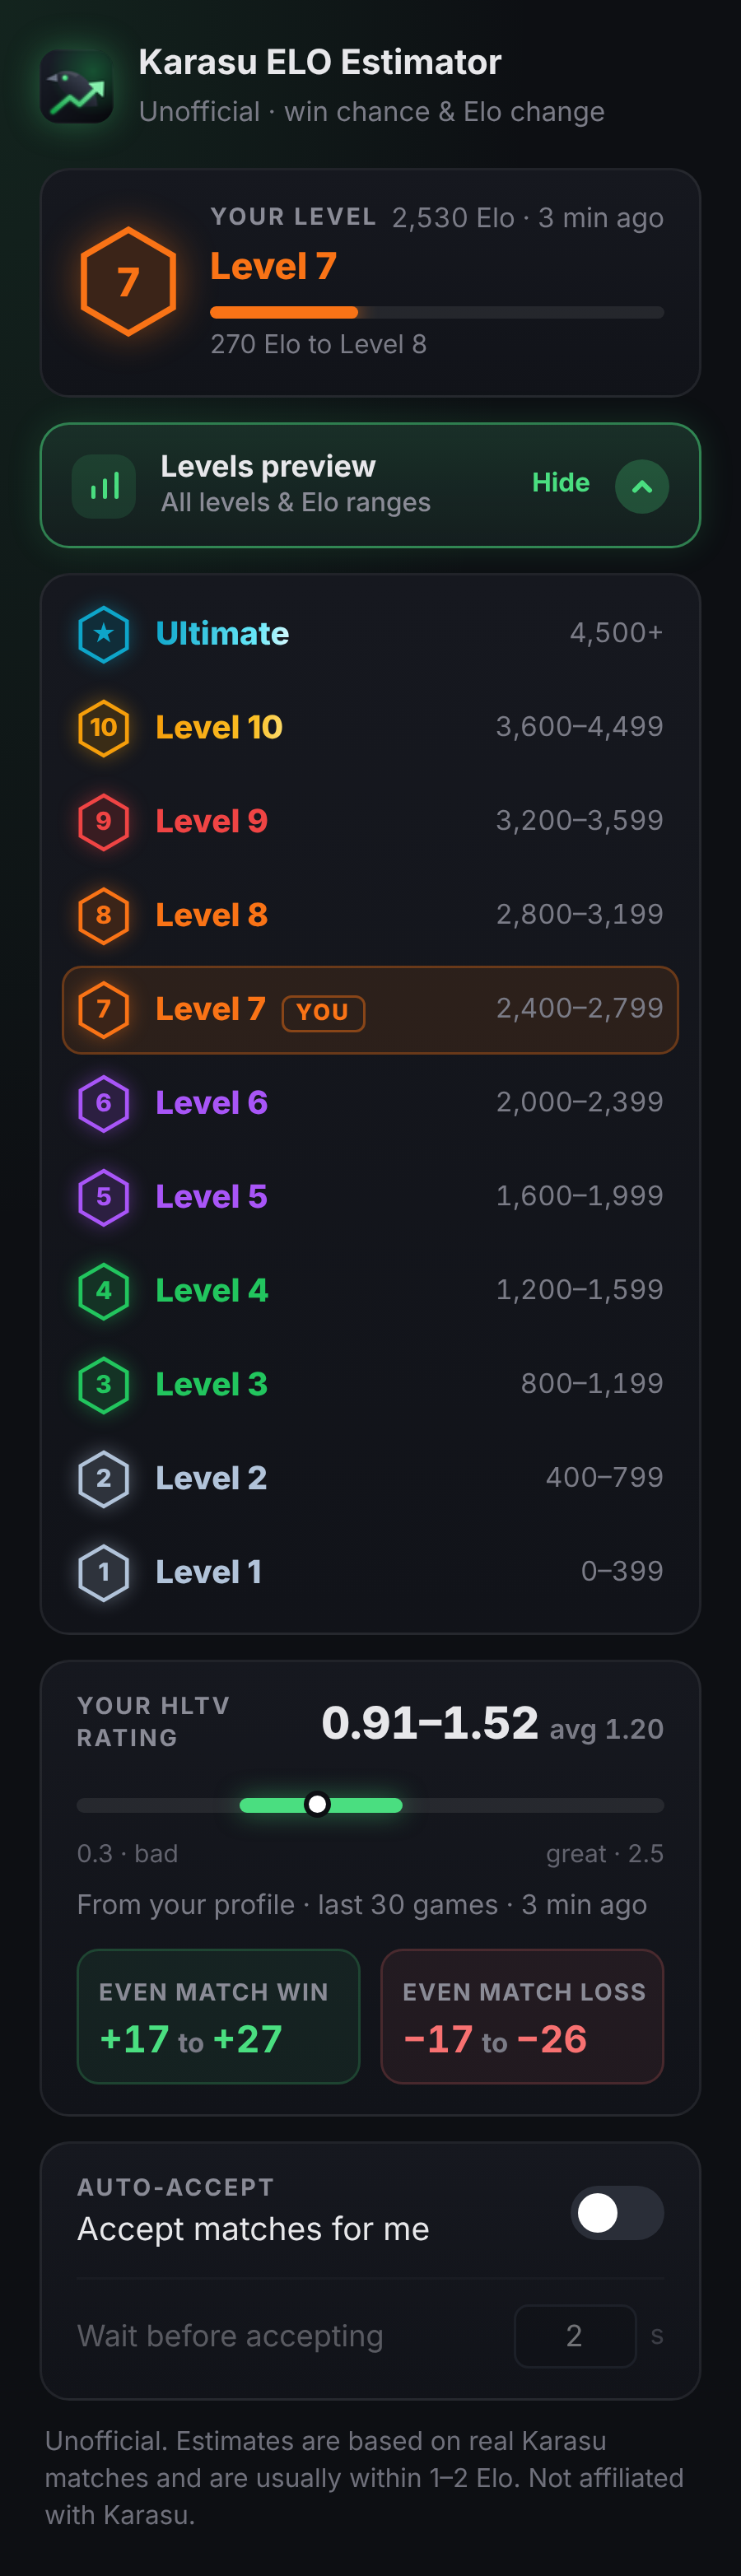 Karasu ELO Estimator
Unofficial · win chance & Elo change
YOUR LEVEL 2,530 Elo · 3 min ago
7
Level 7
270 Elo to Level 8
Levels preview
All levels & Elo ranges
Hide
★ Ultimate 4,500+
10 Level 10 3,600–4,499
9 Level 9 3,200–3,599
8 Level 8 2,800–3,199
7 Level 7 YOU 2,400–2,799
6 Level 6 2,000–2,399
5 Level 5 1,600–1,999
4 Level 4 1,200–1,599
3 Level 3 800–1,199
2 Level 2 400–799
1 Level 1 0–399
YOUR HLTV
RATING
0.91–1.52 avg 1.20
0.3 · bad great · 2.5
From your profile · last 30 games · 3 min ago
EVEN MATCH WIN
+17 to +27
EVEN MATCH LOSS
−17 to −26
AUTO-ACCEPT
Accept matches for me
Wait before accepting 2 s
Unofficial. Estimates are based on real Karasu
matches and are usually within 1–2 Elo. Not affiliated
with Karasu.